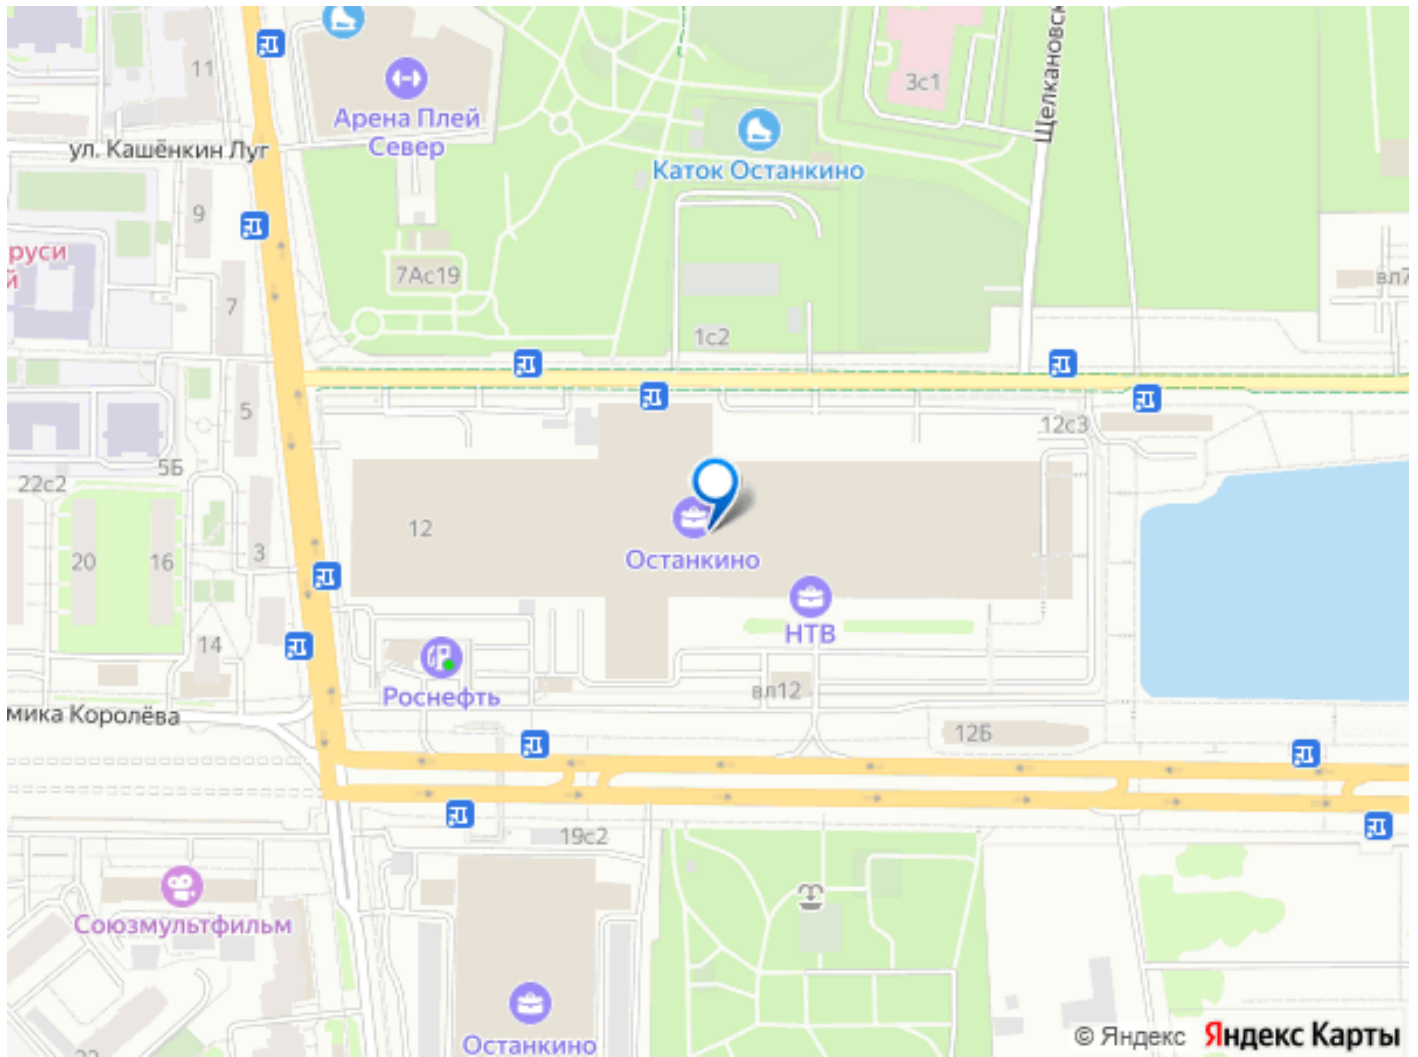 11
Арена Плей
Север
3с1
Щелкановск
ул. Кашёнкин Луг
Каток Останкино
9
руси
й
7Ас19
вл7
7
1с2
5
12с3
5Б
22с2
12
20
16
3
Останкино
НТВ
14
Роснефть
вл12
мика Королёва
12Б
19с2
Союзмультфильм
Останкино
© Яндекс Яндекс Карты